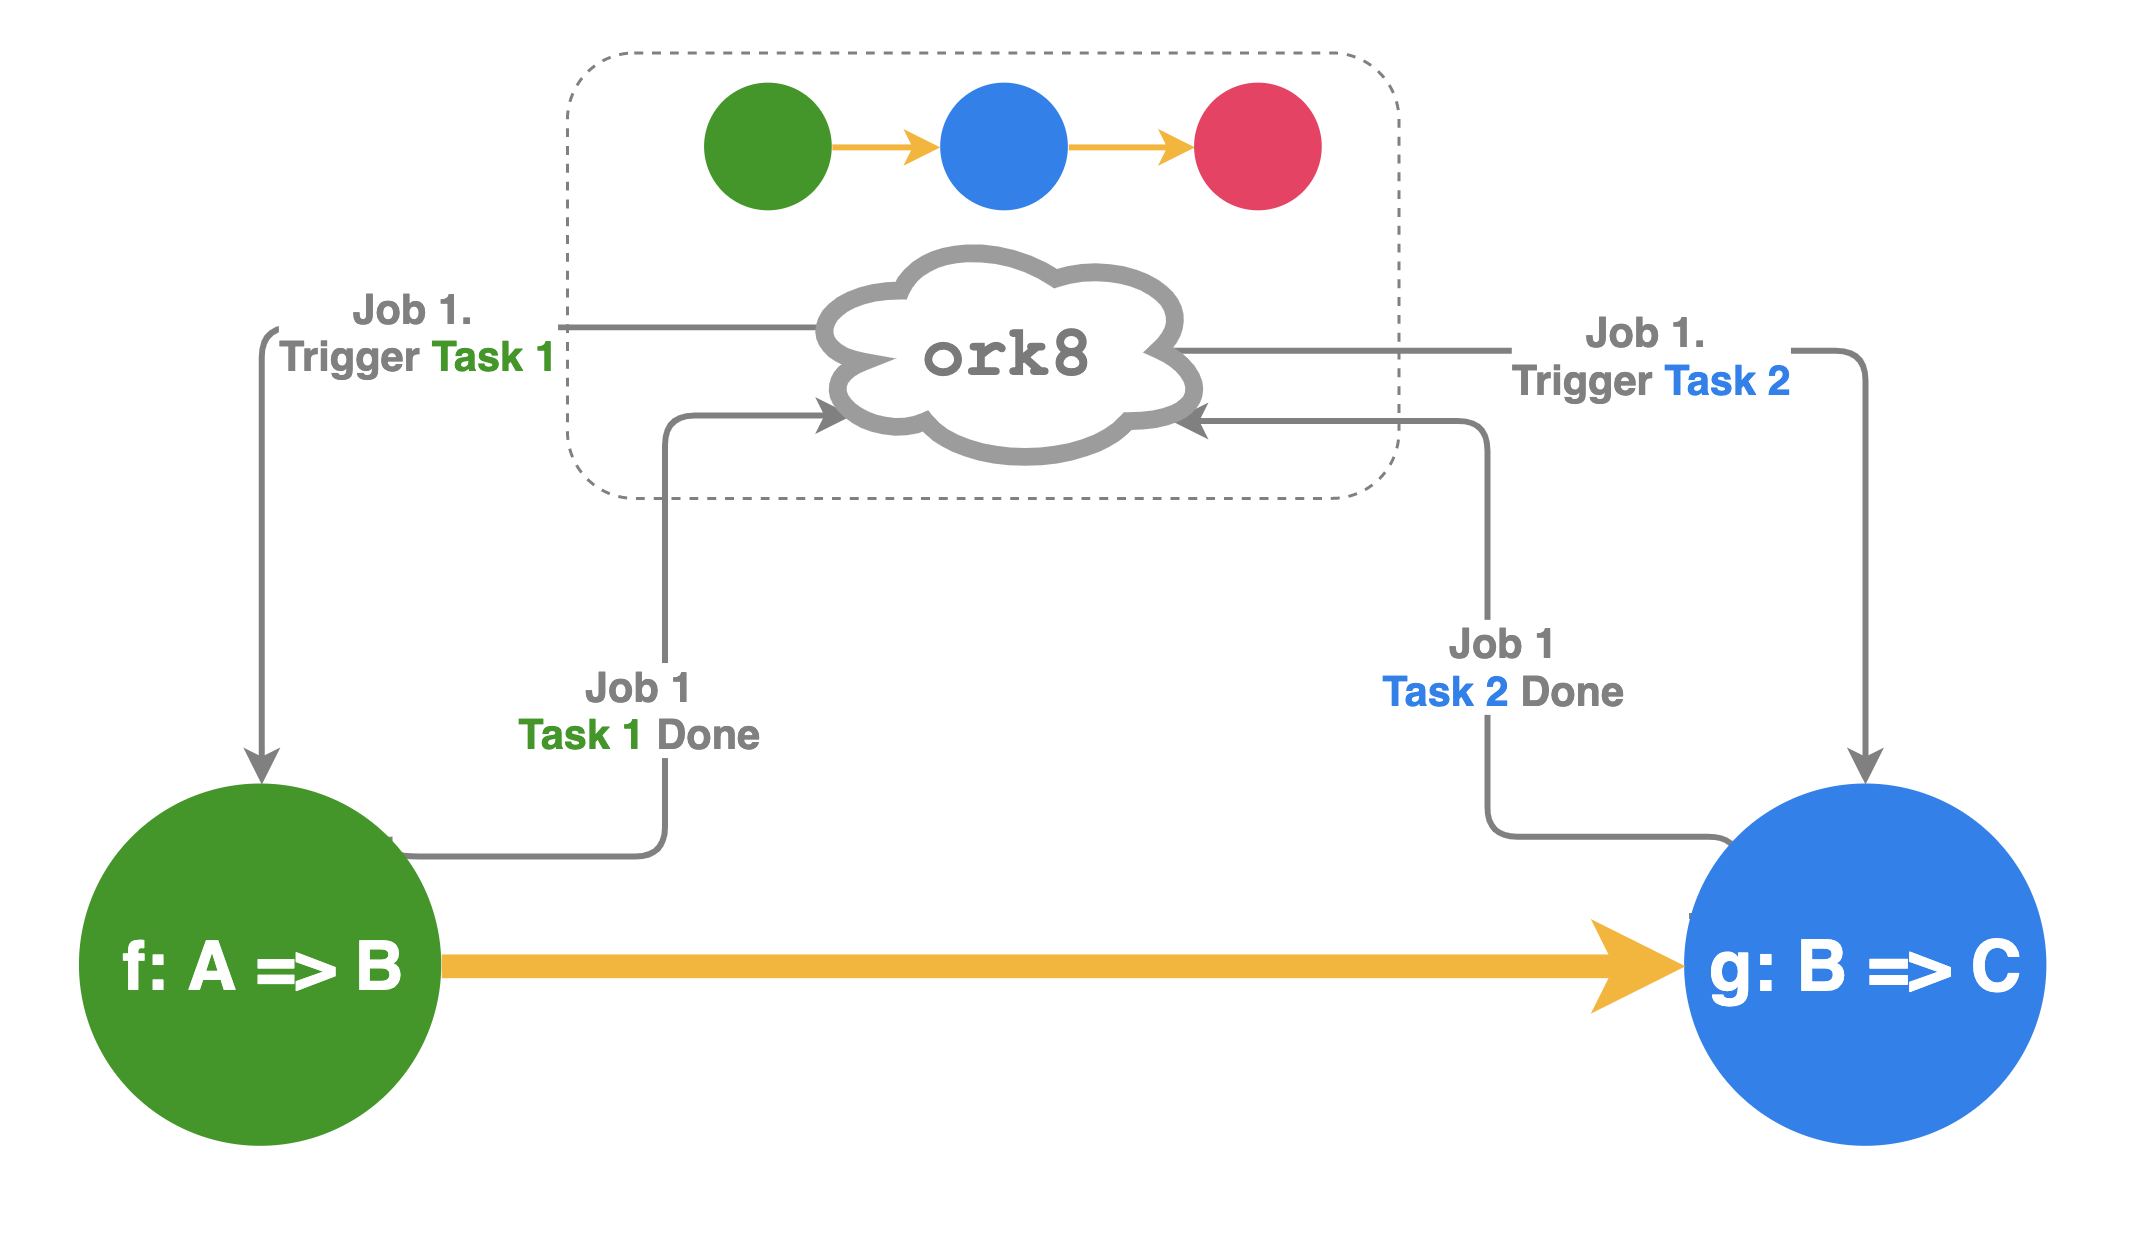 ork8
Job 1.
Trigger Task 1
Job 1.
Trigger Task 2
Job 1
Task 1 Done
Job 1
Task 2 Done
f: A => B
g: B => C